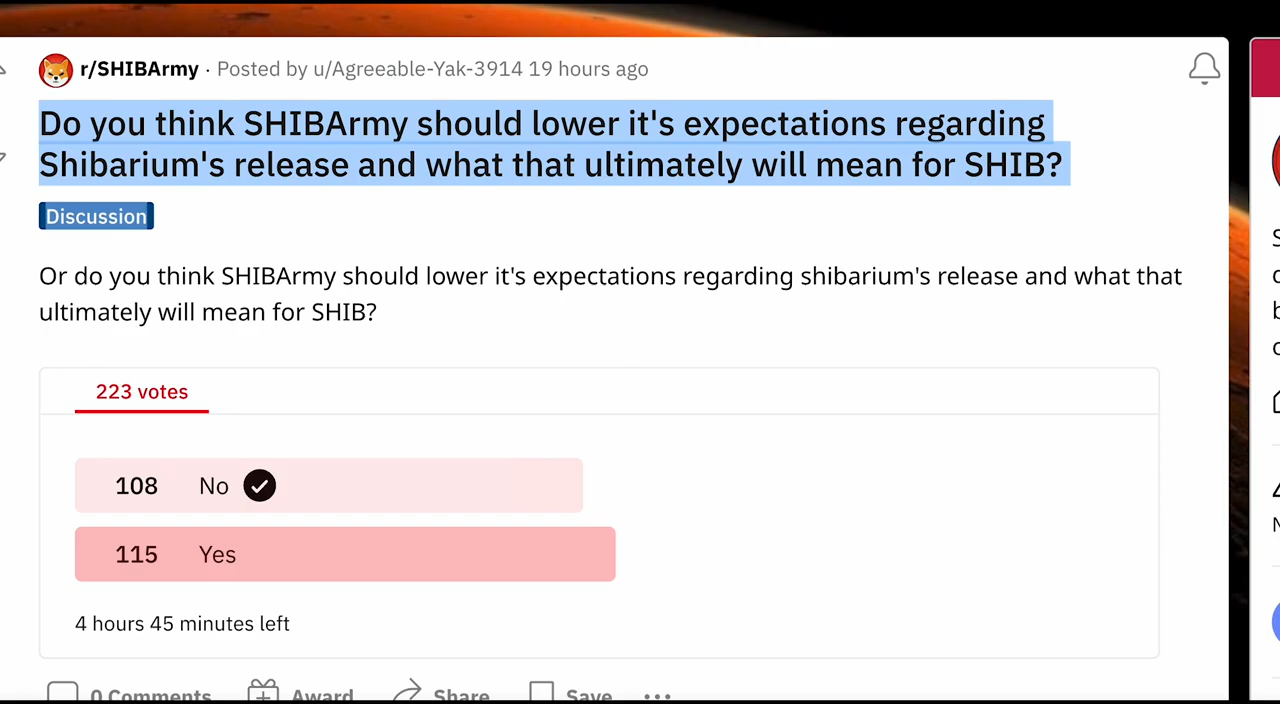 r/SHIBArmy · Posted by u/Agreeable-Yak-3914 19 hours ago
Do you think SHIBArmy should lower it's expectations regarding
Shibarium's release and what that ultimately will mean for SHIB?
Discussion
Or do you think SHIBArmy should lower it's expectations regarding shibarium's release and what that
ultimately will mean for SHIB?
223 votes
108 No
115 Yes
4 hours 45 minutes left
0 Comments Award Share Save ...